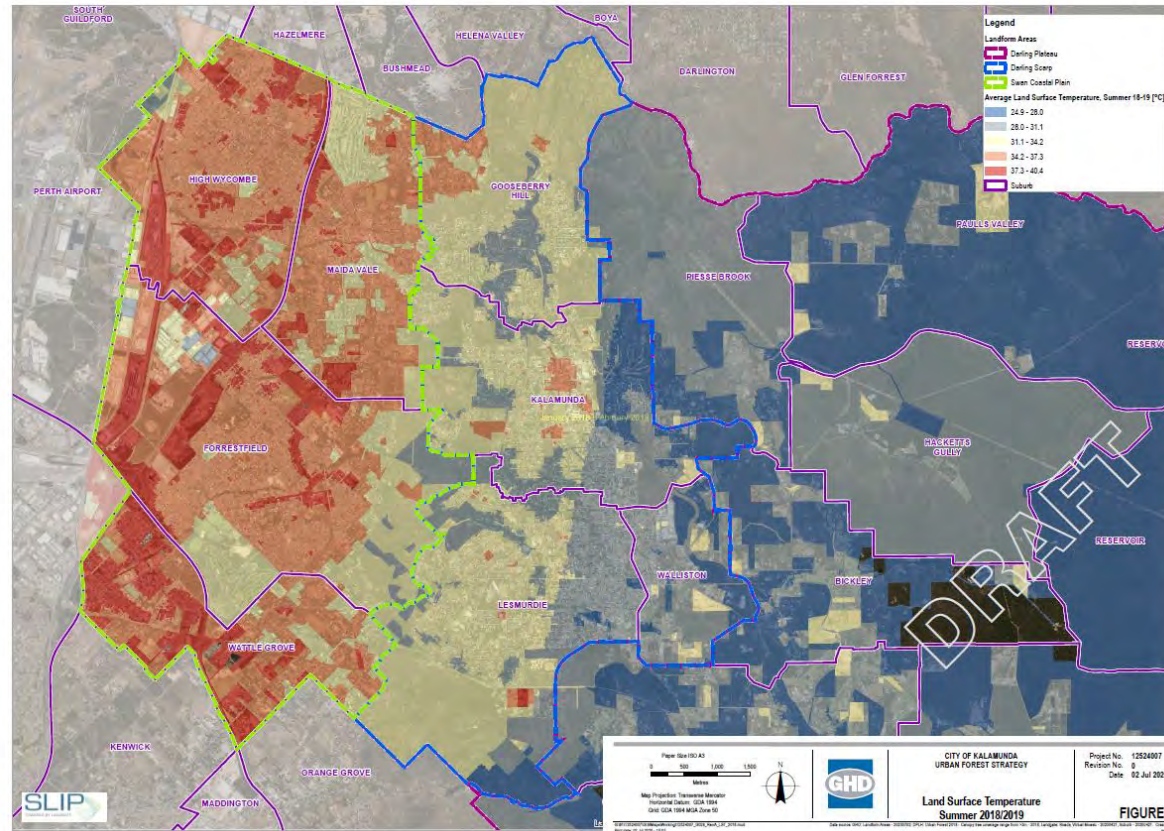 SOUTH
GUILDFORD
HAZELMERE
HELENA VALLEY
BOYA
BUSHMEAD
DARLINGTON
GLEN FORREST
Legend
Landform Areas
Darling Plateau
Darling Scarp
Swan Coastal Plain
Average Land Surface Temperature, Summer 18-19 [°C]
24.9 - 28.0
28.0 - 31.1
31.1 - 34.2
34.2 - 37.3
37.3 - 40.4
Suburb
PERTH AIRPORT
HIGH WYCOMBE
GOOSEBERRY
HILL
PAULLS VALLEY
MAIDA VALE
PIESSE BROOK
RESERVO
KALAMUNDA
FORRESTFIELD
HACKETTS
GULLY
DRAFT
RESERVOIR
WALLISTON
BICKLEY
LESMURDIE
WATTLE GROVE
KENWICK
ORANGE GROVE
MADDINGTON
SLIP
Paper Size ISO A3
0 500 1,000 1,500
Metres
Map Projection: Transverse Mercator
Horizontal Datum: GDA 1994
Grid: GDA 1994 MGA Zone 50
N
GHD
CITY OF KALAMUNDA
URBAN FOREST STRATEGY
Land Surface Temperature
Summer 2018/2019
Project No. 12524007
Revision No. 0
Date 02 Jul 202
FIGURE